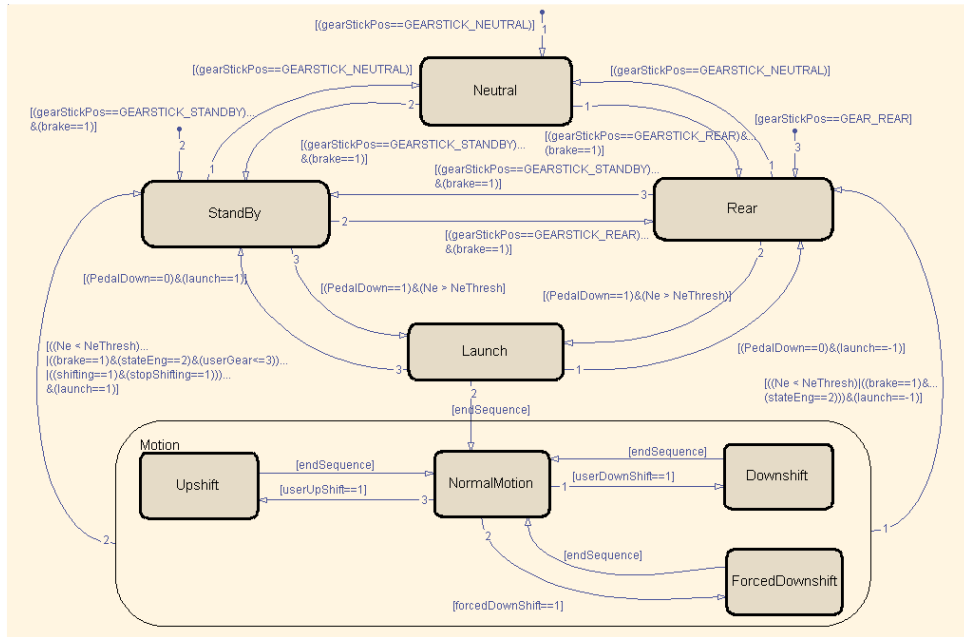 [(gearStickPos==GEARSTICK_NEUTRAL)]
1
[(gearStickPos==GEARSTICK_NEUTRAL)]
[(gearStickPos==GEARSTICK_NEUTRAL)]
Neutral
2
1
[(gearStickPos==GEARSTICK_STANDBY)...
&(brake==1)]
2
[gearStickPos==GEAR_REAR]
3
[(gearStickPos==GEARSTICK_REAR)&...
(brake==1)]
[(gearStickPos==GEARSTICK_STANDBY)...
&(brake==1)]
1
1
[(gearStickPos==GEARSTICK_STANDBY)...
&(brake==1)]
3
StandBy
Rear
2
[(gearStickPos==GEARSTICK_REAR)...
&(brake==1)]
3
2
[(PedalDown==0)&(launch==1)]
[(PedalDown==1)&(Ne > NeThresh]
[(PedalDown==1)&(Ne > NeThresh)]
Launch
3
1
2
[(PedalDown==0)&(launch==-1)]
[((Ne < NeThresh)...
|((brake==1)&(stateEng==2)&(userGear<=3))...
|((shifting==1)&(stopShifting==1)))...
&(launch==1)]
[((Ne < NeThresh)|((brake==1)&...
(stateEng==2)))&(launch==-1)]
[endSequence]
Motion
Upshift
[endSequence]
[userUpShift==1]
3
NormalMotion
[endSequence]
1
[userDownShift==1]
Downshift
2
2
1
[endSequence]
ForcedDownshift
[forcedDownShift==1]